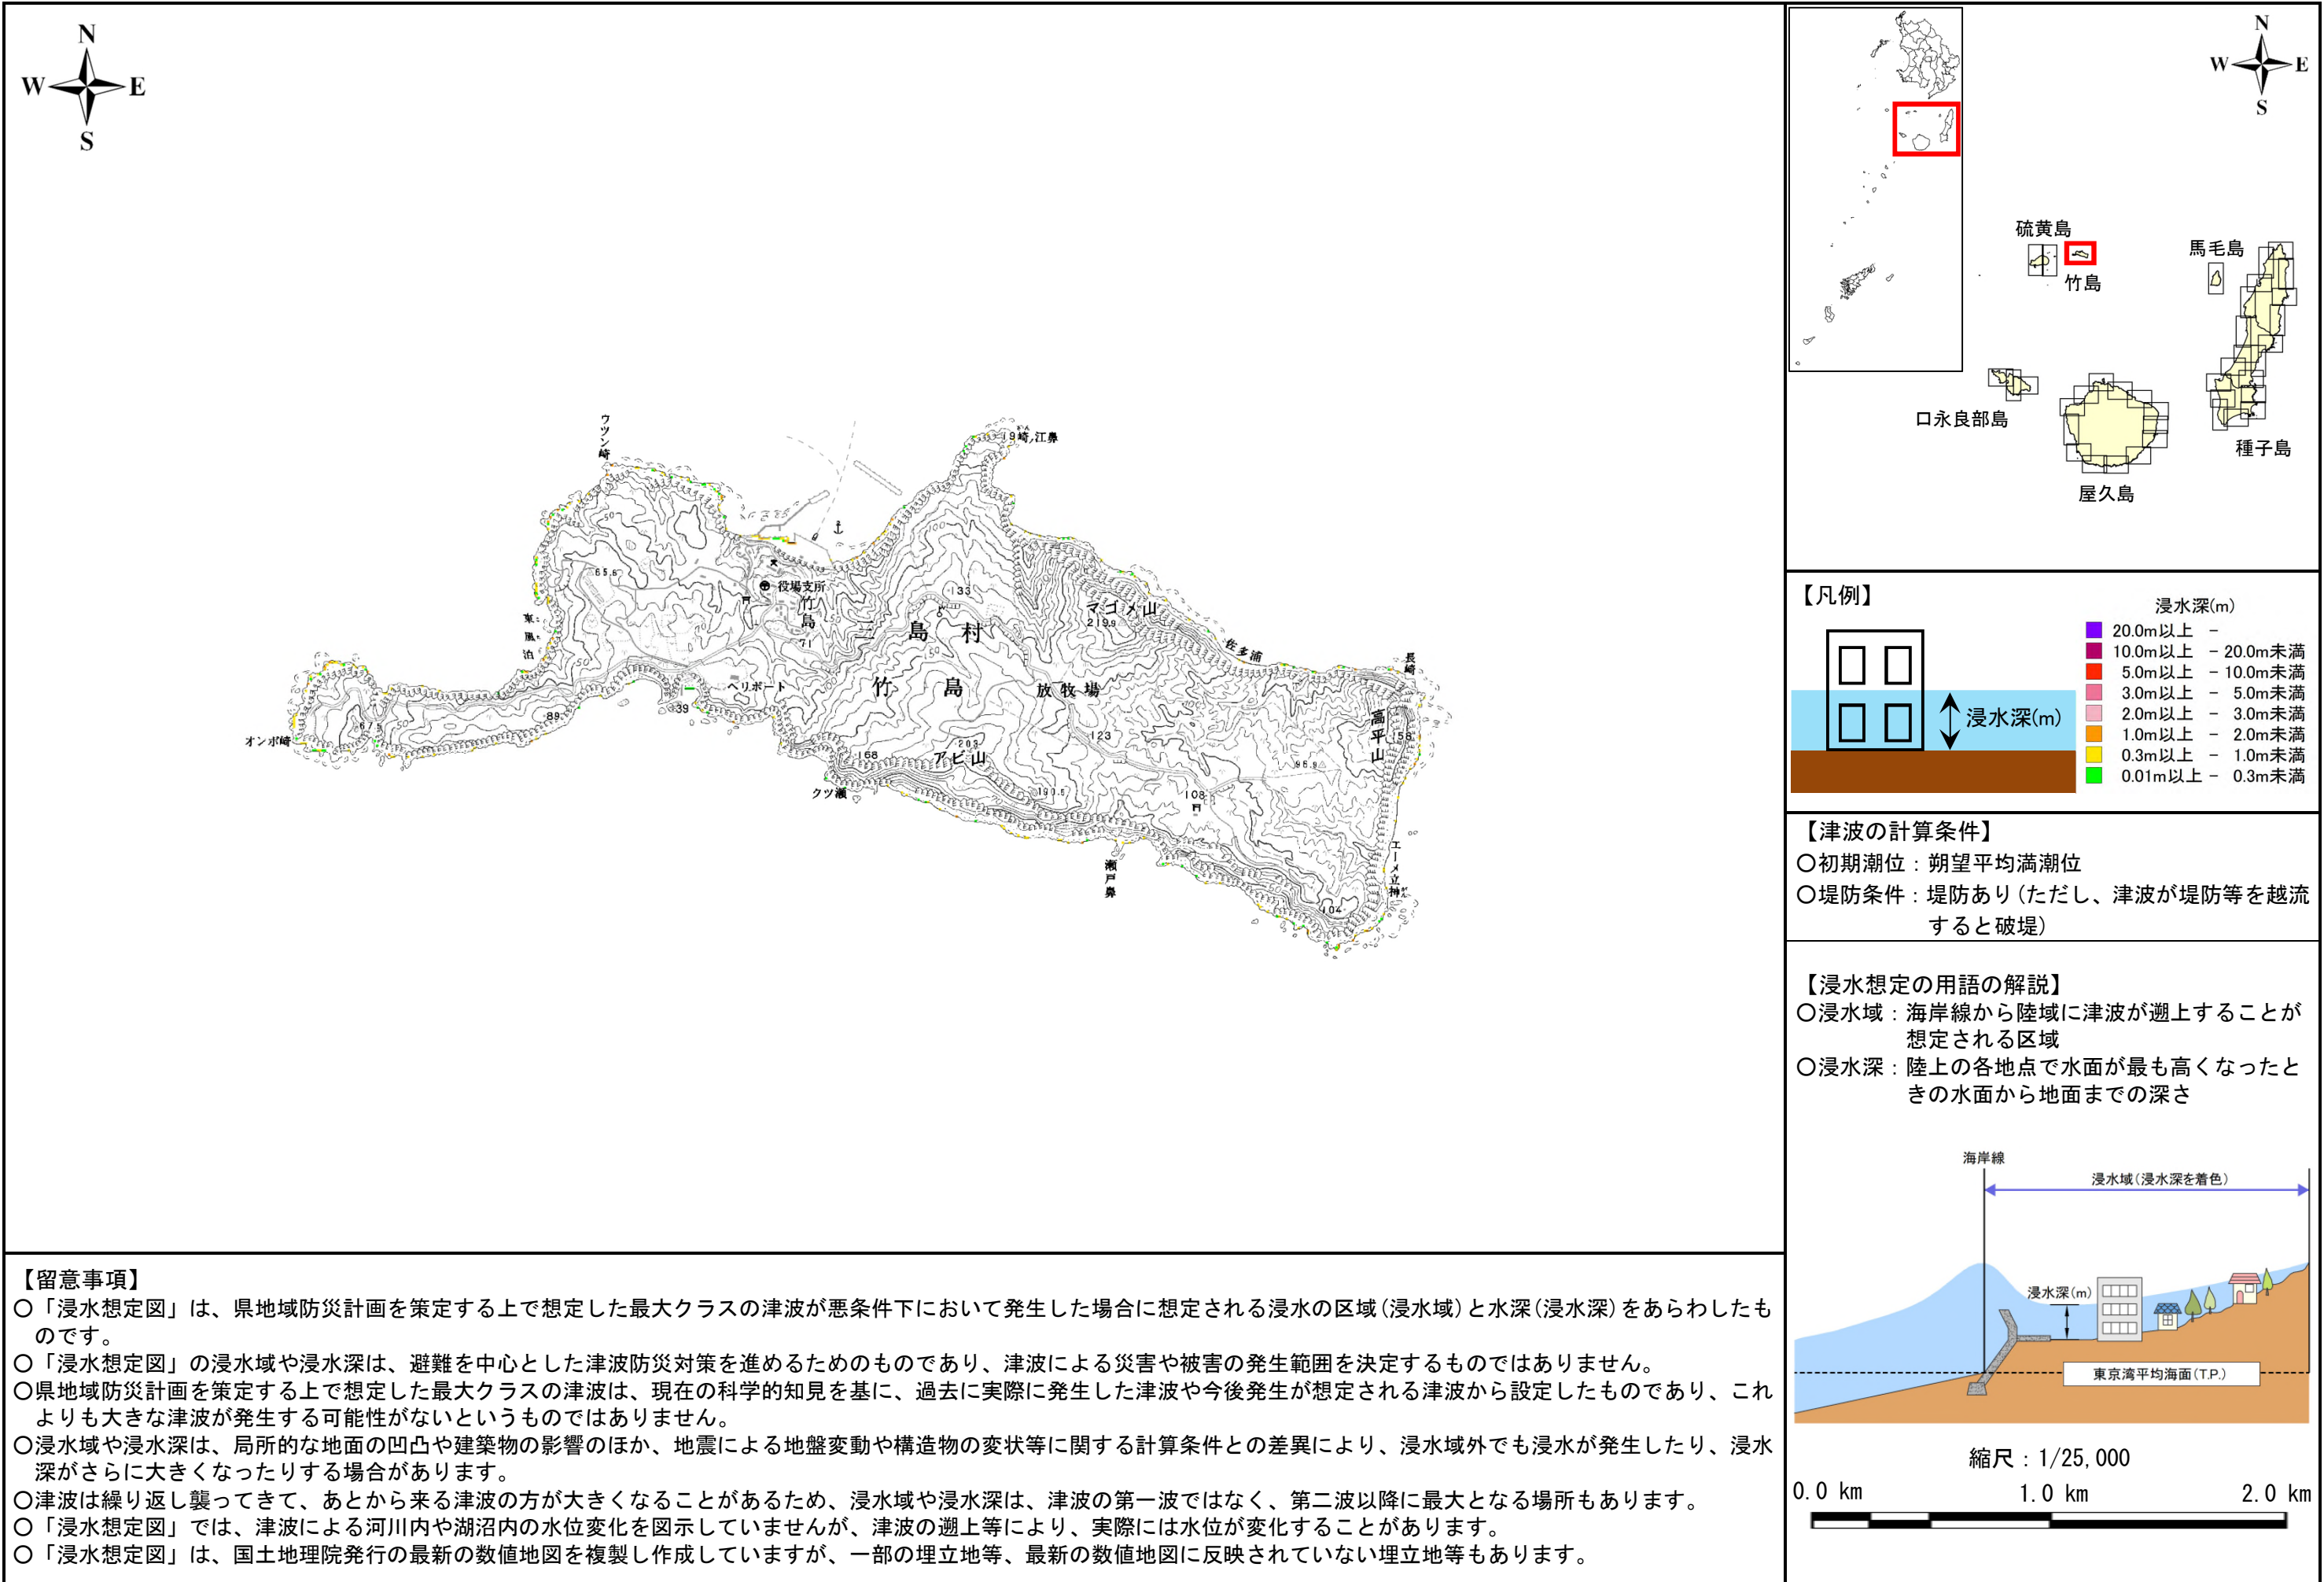 N
W E
S
ウツン崎
崎ノ江鼻
65.6
役場支所
竹島
71
133
三島村
マゴメ山
219.9
佐多浦
長崎
東風泊
ヘリポート
竹島
放牧場
高平山
158
オンボ崎
67.5
50
89
39
168
203
アビ山
123
96.9
クツ瀬
190.5
108
瀬戸鼻
エーメ立神
104
N
W E
S
硫黄島
竹島
馬毛島
口永良部島
種子島
屋久島
【凡例】
浸水深(m)
浸水深(m)
20.0m以上 -
10.0m以上 - 20.0m未満
5.0m以上 - 10.0m未満
3.0m以上 - 5.0m未満
2.0m以上 - 3.0m未満
1.0m以上 - 2.0m未満
0.3m以上 - 1.0m未満
0.01m以上 - 0.3m未満
【津波の計算条件】
○初期潮位：朔望平均満潮位
○堤防条件：堤防あり(ただし、津波が堤防等を越流
すると破堤)
【浸水想定の用語の解説】
○浸水域：海岸線から陸域に津波が遡上することが
想定される区域
○浸水深：陸上の各地点で水面が最も高くなったと
きの水面から地面までの深さ
海岸線
浸水域(浸水深を着色)
浸水深(m)
東京湾平均海面(T.P.)
縮尺：1/25,000
0.0 km 1.0 km 2.0 km
【留意事項】
○「浸水想定図」は、県地域防災計画を策定する上で想定した最大クラスの津波が悪条件下において発生した場合に想定される浸水の区域(浸水域)と水深(浸水深)をあらわしたも
のです。
○「浸水想定図」の浸水域や浸水深は、避難を中心とした津波防災対策を進めるためのものであり、津波による災害や被害の発生範囲を決定するものではありません。
○県地域防災計画を策定する上で想定した最大クラスの津波は、現在の科学的知見を基に、過去に実際に発生した津波や今後発生が想定される津波から設定したものであり、これ
よりも大きな津波が発生する可能性がないというものではありません。
○浸水域や浸水深は、局所的な地面の凹凸や建築物の影響のほか、地震による地盤変動や構造物の変状等に関する計算条件との差異により、浸水域外でも浸水が発生したり、浸水
深がさらに大きくなったりする場合があります。
○津波は繰り返し襲ってきて、あとから来る津波の方が大きくなることがあるため、浸水域や浸水深は、津波の第一波ではなく、第二波以降に最大となる場所もあります。
○「浸水想定図」では、津波による河川内や湖沼内の水位変化を図示していませんが、津波の遡上等により、実際には水位が変化することがあります。
○「浸水想定図」は、国土地理院発行の最新の数値地図を複製し作成していますが、一部の埋立地等、最新の数値地図に反映されていない埋立地等もあります。